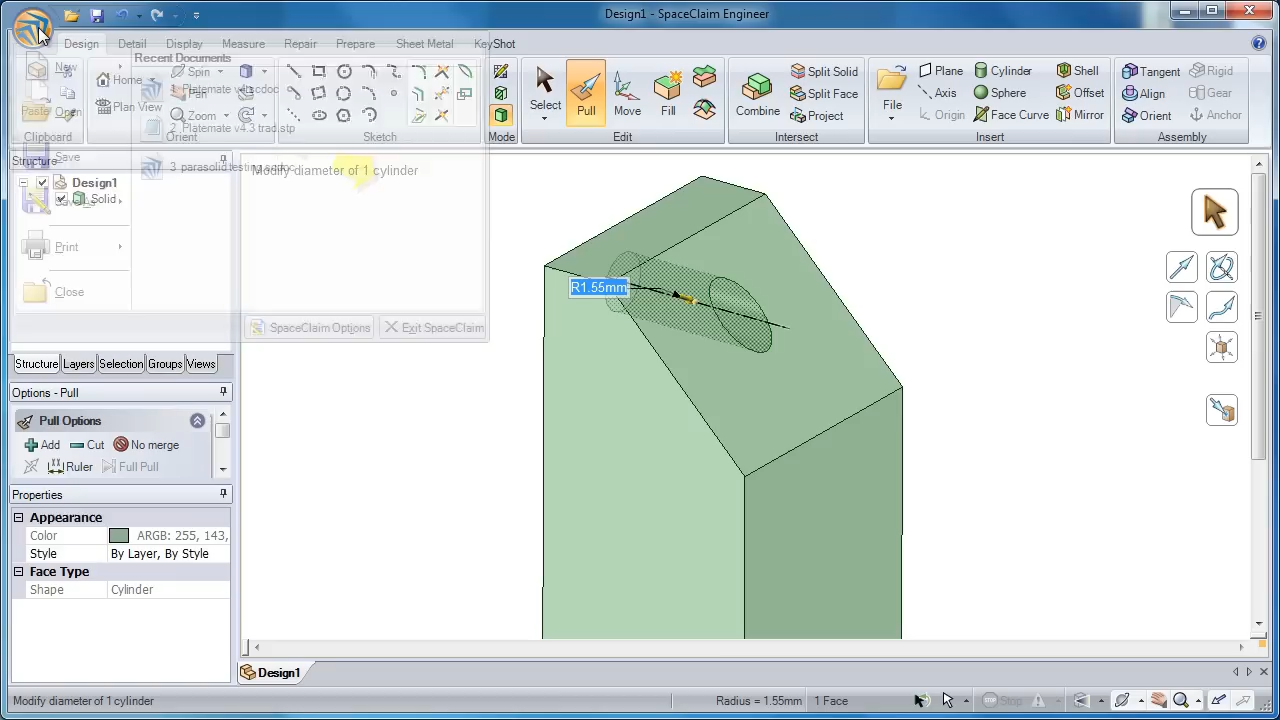 Design1 - SpaceClaim Engineer
Design Detail Display Measure Repair Prepare Sheet Metal KeyShot
Recent Documents
New
Home
Spin
Plan View
Pan
Zoom
Paste
Open
Clipboard
Orient
Sketch
Mode
Select
Pull
Move
Fill
Edit
Combine
Split Solid
Split Face
Project
Intersect
File
Plane
Axis
Origin
Cylinder
Sphere
Face Curve
Shell
Offset
Mirror
Insert
Tangent
Align
Orient
Rigid
Gear
Anchor
Assembly
2 Platemate v4.3 trad.stp
3 parasolid testing
Save
Structure
Modify diameter of 1 cylinder
Design1
Solid
Print
Close
SpaceClaim Options
Exit SpaceClaim
R1.55mm
Structure Layers Selection Groups Views
Options - Pull
Pull Options
Add Cut No merge
Ruler Full Pull
Properties
Appearance
Color ARGB: 255, 143,
Style By Layer, By Style
Face Type
Shape Cylinder
Design1
Modify diameter of 1 cylinder
Radius = 1.55mm
1 Face
Stop